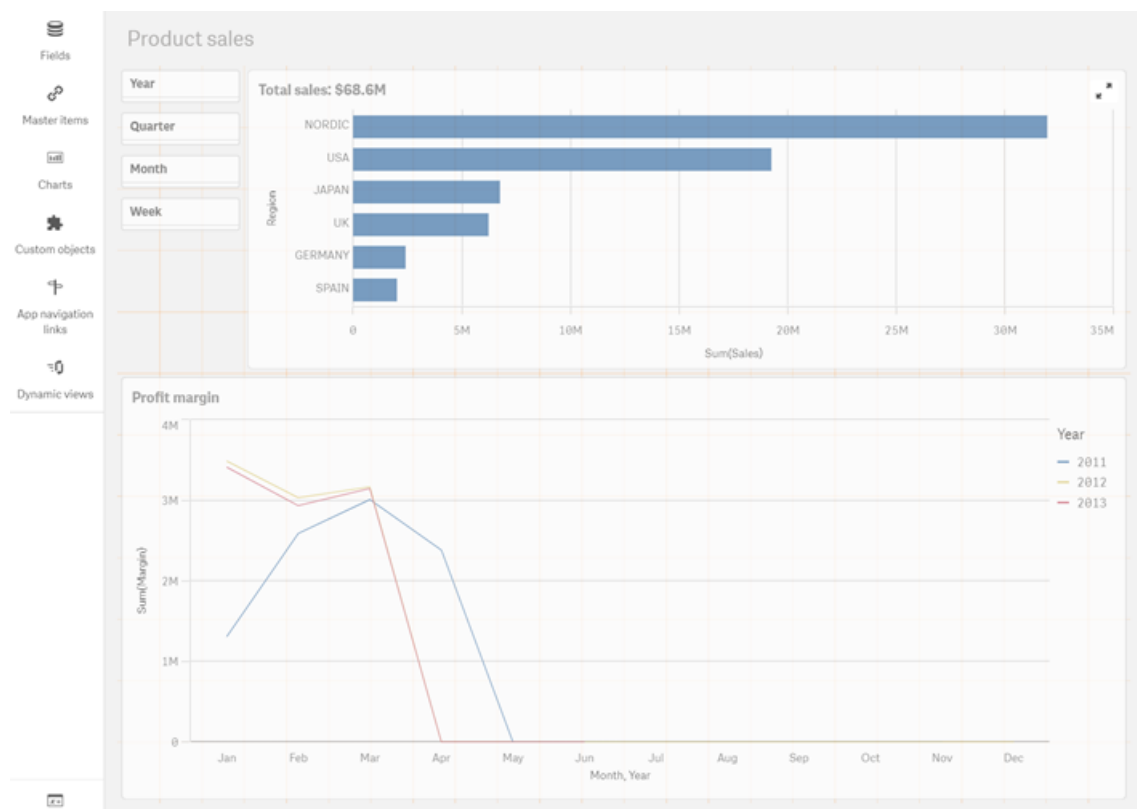 Fields
Master items
Charts
Custom objects
App navigation
links
Dynamic views
Product sales
Year
Quarter
Month
Week
Total sales: $68.6M
Region
NORDIC
USA
JAPAN
UK
GERMANY
SPAIN
0 5M 10M 15M 20M 25M 30M 35M
Sum(Sales)
Profit margin
Sum(Margin)
4M
3M
2M
1M
0
Jan Feb Mar Apr May Jun Jul Aug Sep Oct Nov Dec
Month, Year
Year
2011
2012
2013